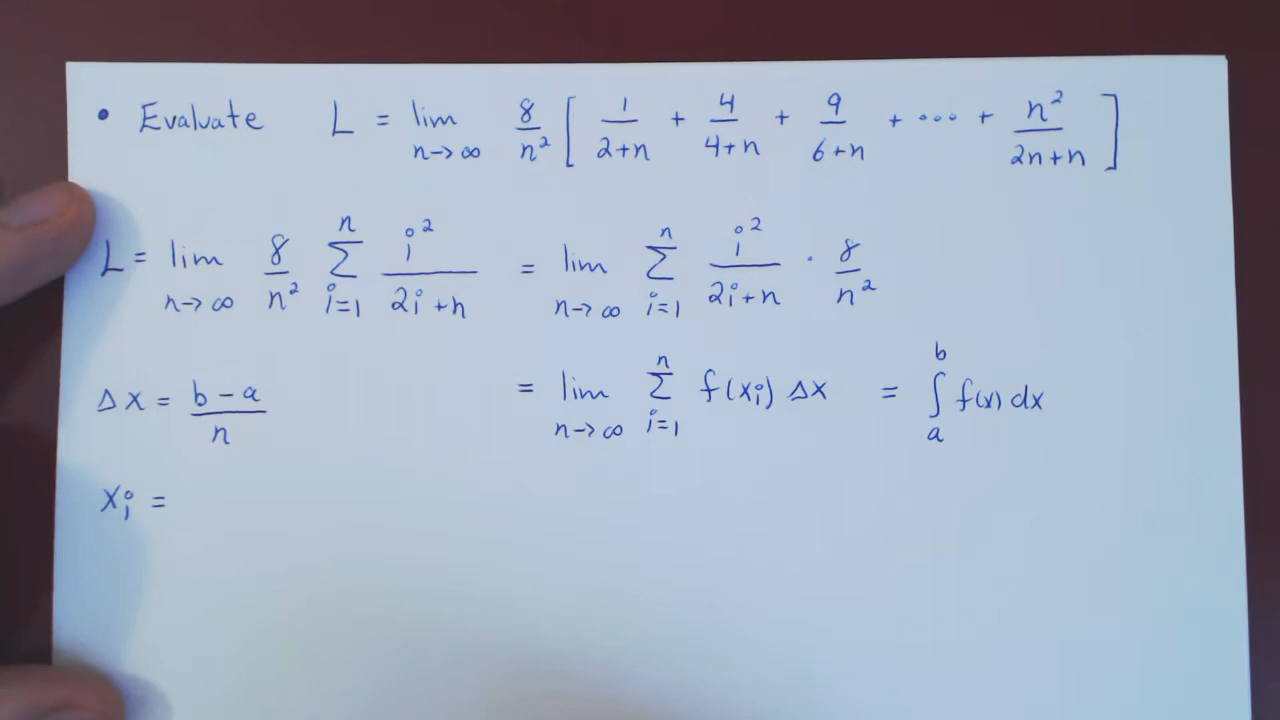 • Evaluate L = lim n→∞ 8/n² [ 1/(2+n) + 4/(4+n) + 9/(6+n) + ··· + n²/(2n+n) ]
L = lim n→∞ 8/n² Σ i=1 n i²/(2i+n) = lim n→∞ Σ i=1 n i²/(2i+n) · 8/n²
Δx = (b-a)/n = lim n→∞ Σ i=1 n f(xᵢ) Δx = ∫ a b f(x) dx
xᵢ =